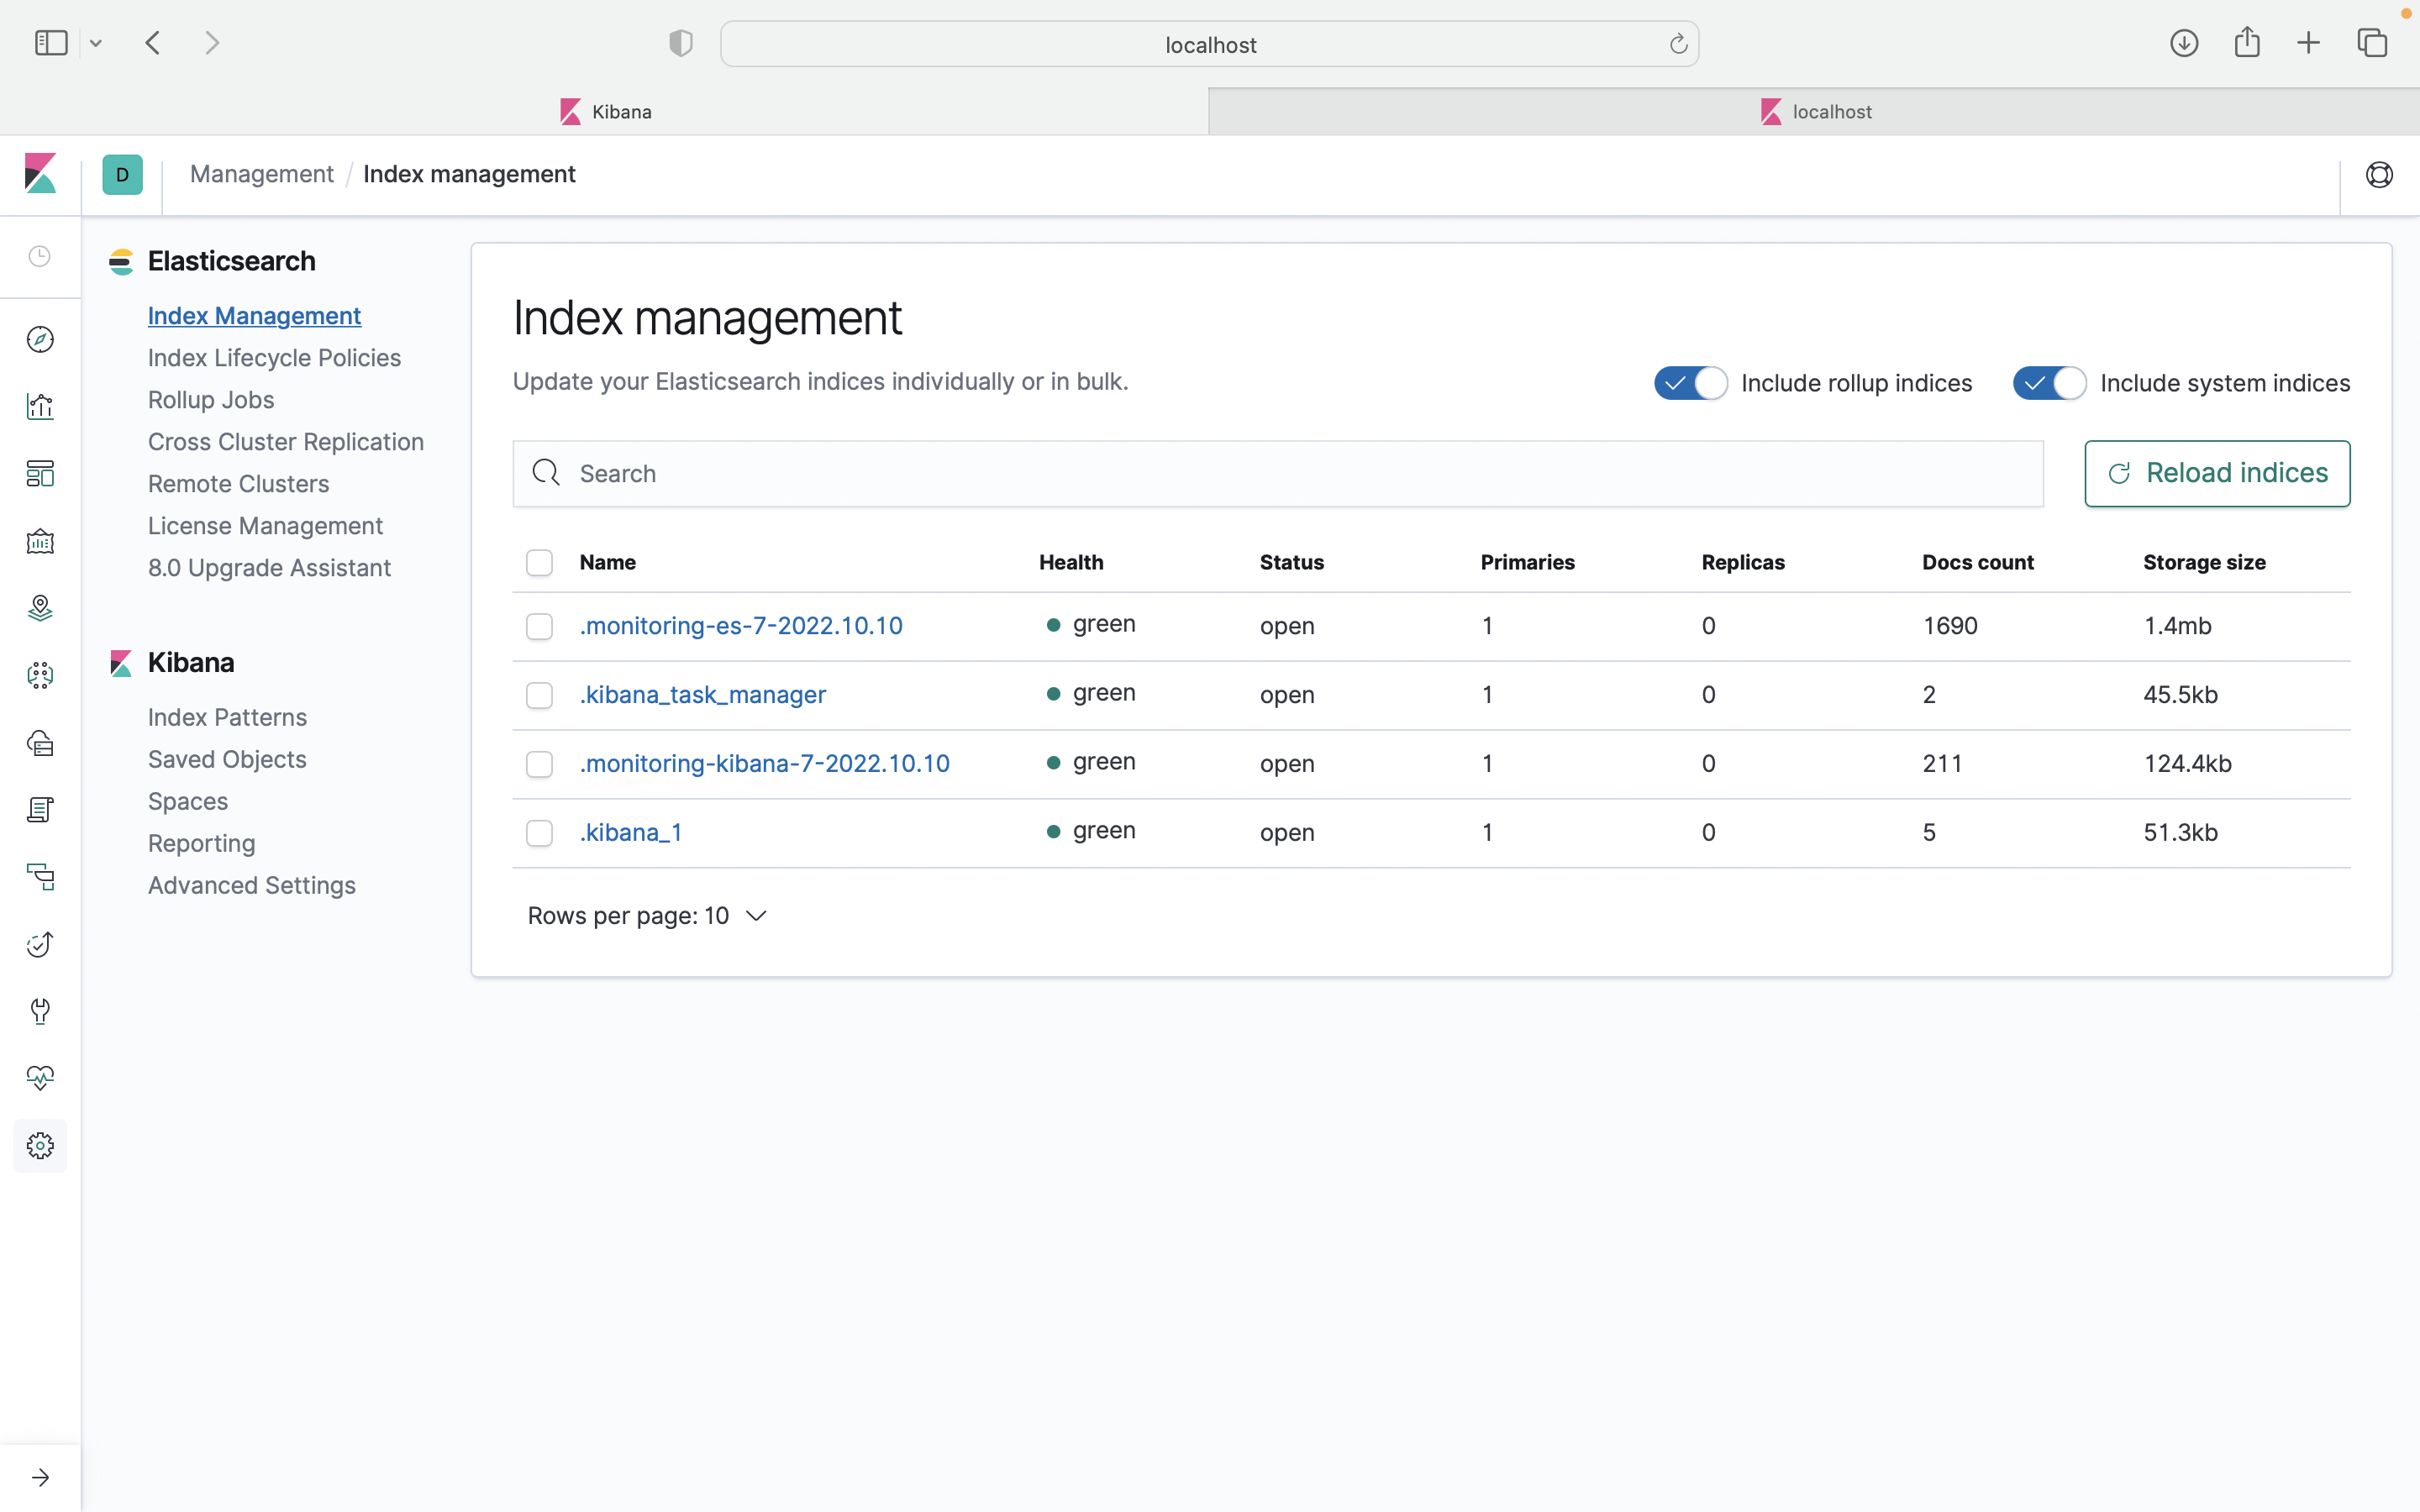 localhost
Kibana
localhost
D
Management / Index management
Elasticsearch
Index Management
Index Lifecycle Policies
Rollup Jobs
Cross Cluster Replication
Remote Clusters
License Management
8.0 Upgrade Assistant
Kibana
Index Patterns
Saved Objects
Spaces
Reporting
Advanced Settings
Index management
Update your Elasticsearch indices individually or in bulk.
Include rollup indices
Include system indices
Search
Reload indices
Name Health Status Primaries Replicas Docs count Storage size
.monitoring-es-7-2022.10.10 green open 1 0 1690 1.4mb
.kibana_task_manager green open 1 0 2 45.5kb
.monitoring-kibana-7-2022.10.10 green open 1 0 211 124.4kb
.kibana_1 green open 1 0 5 51.3kb
Rows per page: 10